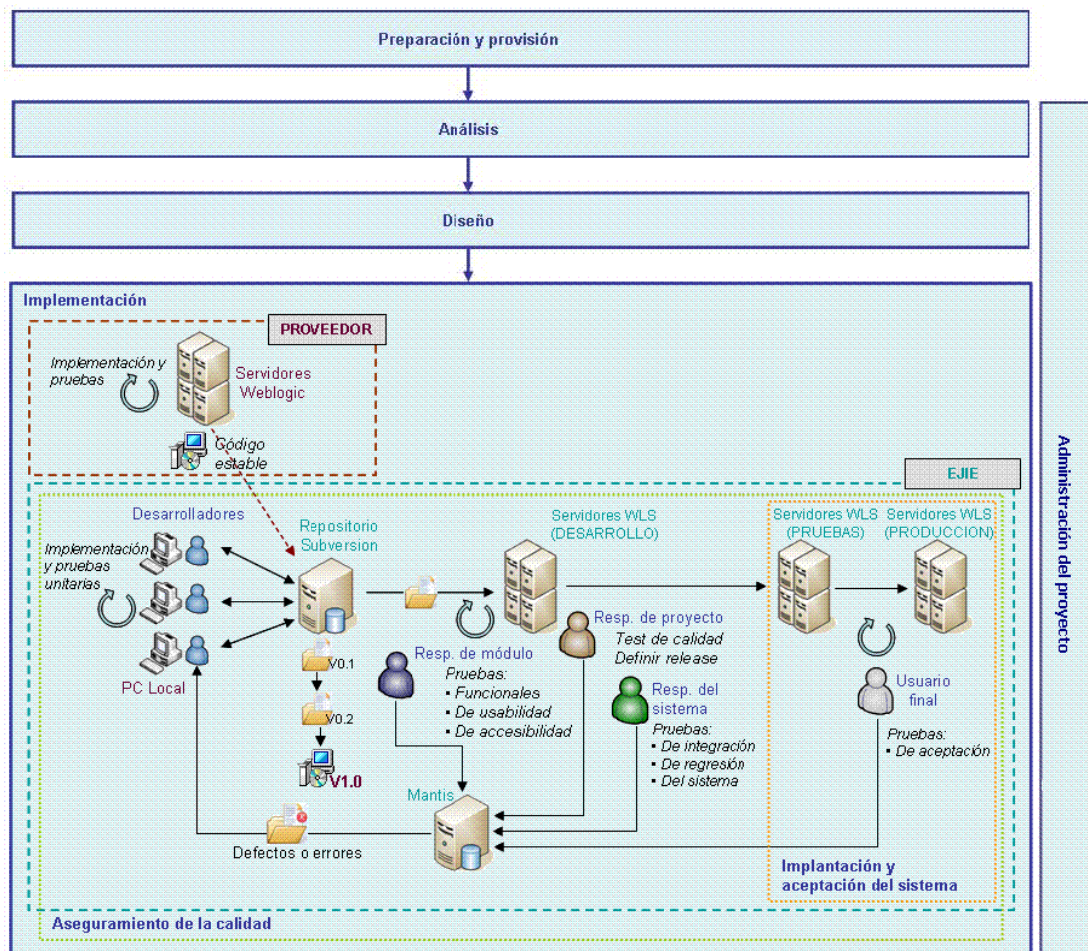 Preparación y provisión
Análisis
Diseño
Implementación
PROVEEDOR
Implementación y
pruebas
Servidores
Weblogic
Código
estable
EJIE
Desarrolladores
Implementación
y pruebas
unitarias
PC Local
Repositorio
Subversion
V0.1
V0.2
V1.0
Servidores WLS
(DESARROLLO)
Servidores WLS
(PRUEBAS)
Servidores WLS
(PRODUCCION)
Resp. de módulo
Pruebas:
▪ Funcionales
▪ De usabilidad
▪ De accesibilidad
Resp. de proyecto
Test de calidad
Definir release
Resp. del
sistema
Pruebas:
▪ De integración
▪ De regresión
▪ Del sistema
Usuario
final
Pruebas:
▪ De aceptación
Mantis
Defectos o errores
Implantación y
aceptación del sistema
Aseguramiento de la calidad
Administración del proyecto